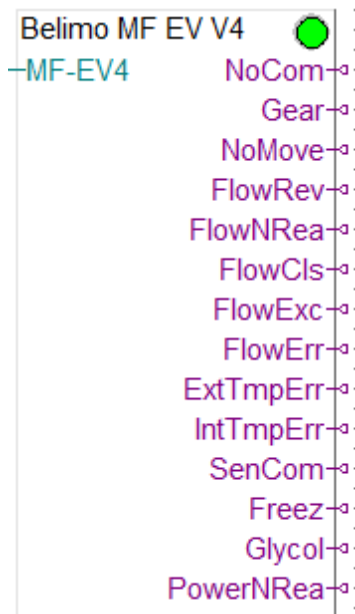 Belimo MF EV V4
MF-EV4 NoCom
Gear
NoMove
FlowRev
FlowNRea
FlowCls
FlowExc
FlowErr
ExtTmpErr
IntTmpErr
SenCom
Freez
Glycol
PowerNRea